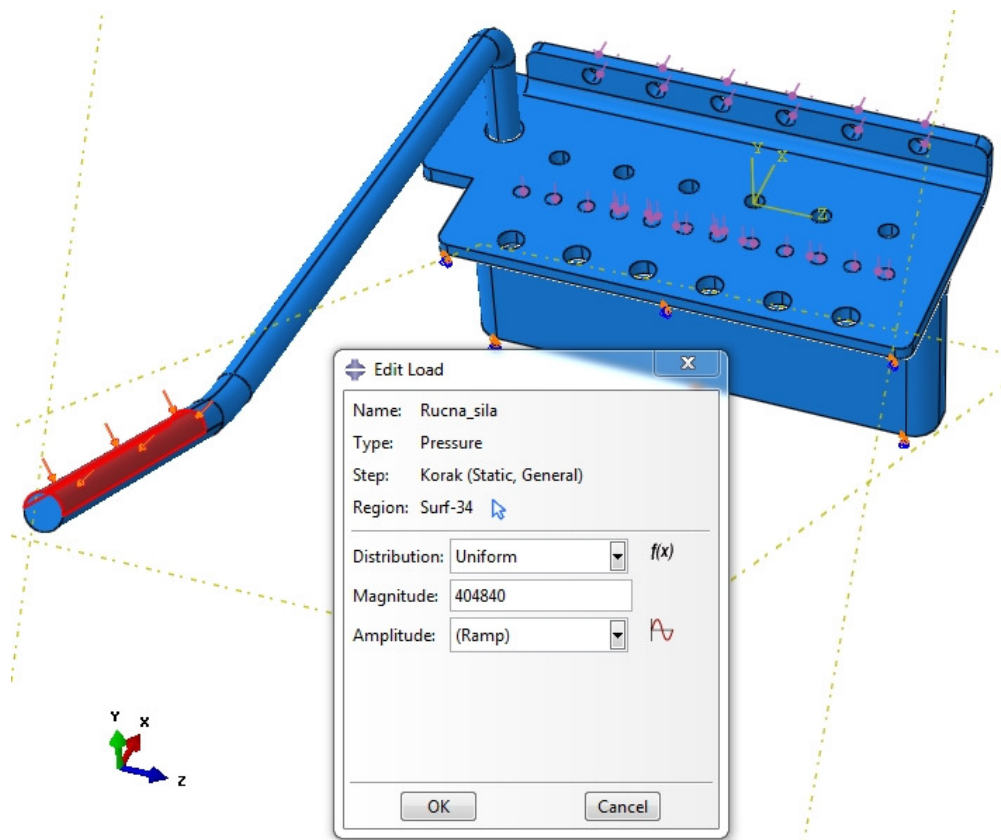 Y
X
Z
Edit Load
X
Name: Rucna_sila
Type: Pressure
Step: Korak (Static, General)
Region: Surf-34
Distribution: Uniform f(x)
Magnitude: 404840
Amplitude: (Ramp)
Y
X
Z
OK Cancel